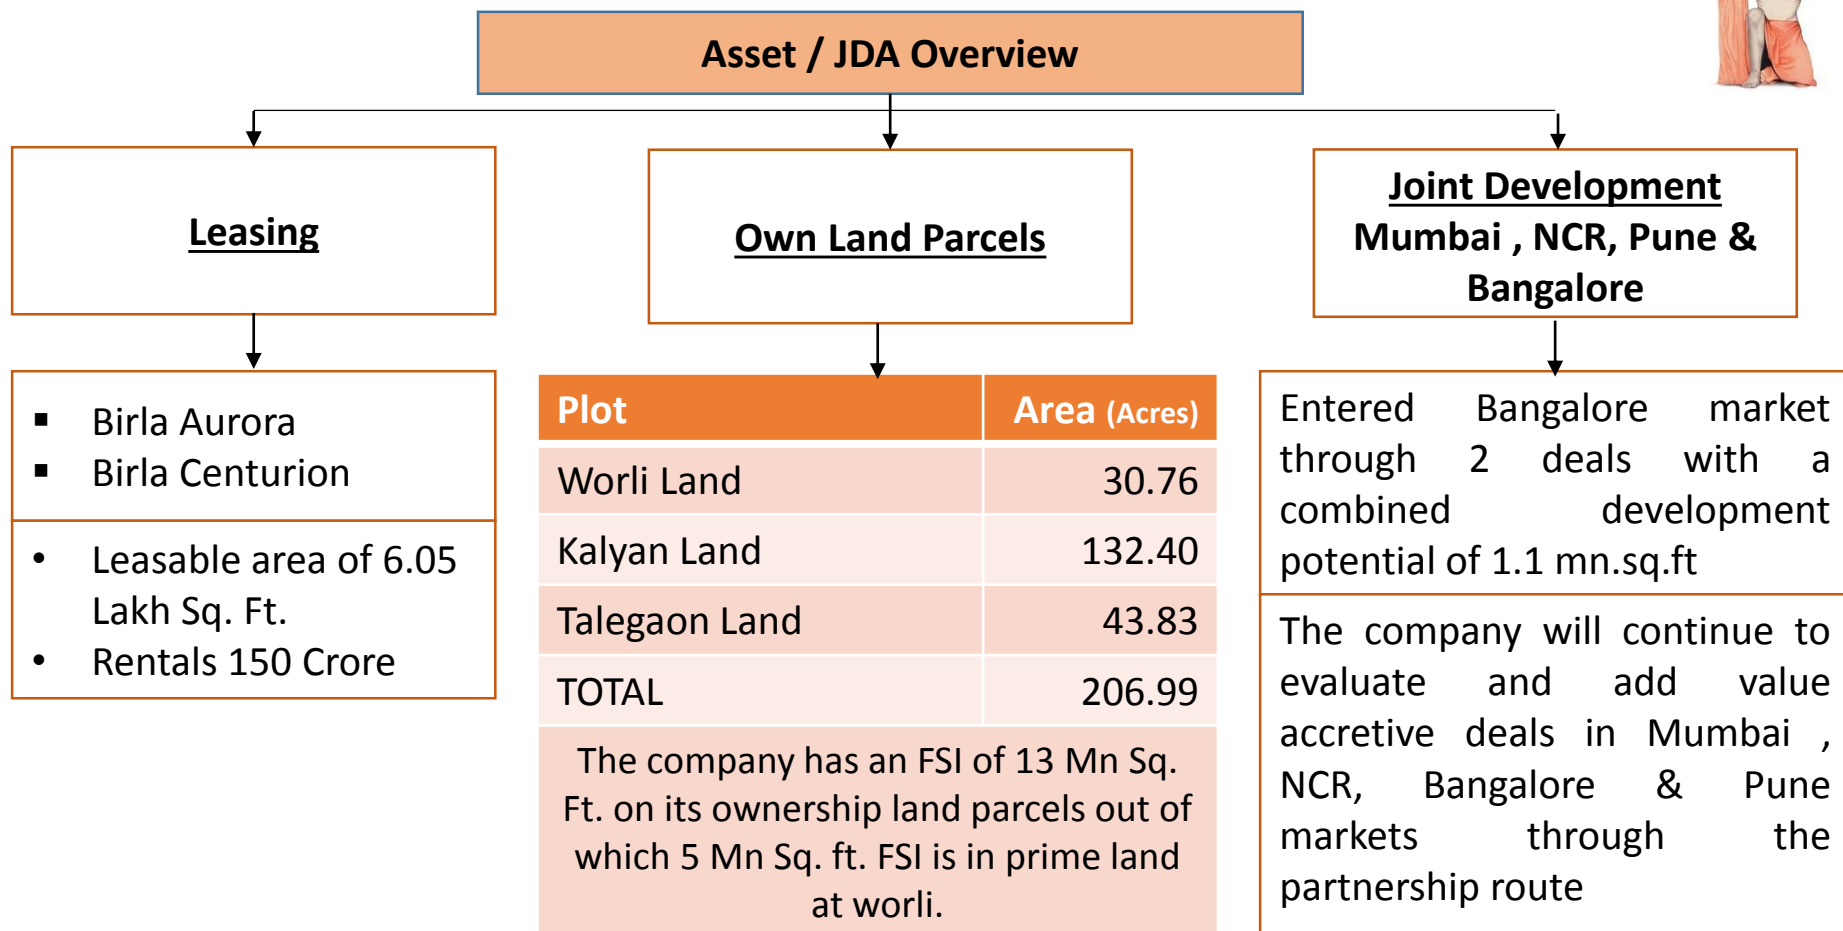 Asset / JDA Overview
Leasing
Birla Aurora
Birla Centurion
Leasable area of 6.05
Lakh Sq. Ft.
Rentals 150 Crore
Own Land Parcels
Plot Area (Acres)
Worli Land 30.76
Kalyan Land 132.40
Talegaon Land 43.83
TOTAL 206.99
The company has an FSI of 13 Mn Sq.
Ft. on its ownership land parcels out of
which 5 Mn Sq. ft. FSI is in prime land
at worli.
Joint Development
Mumbai , NCR, Pune &
Bangalore
Entered Bangalore market
through 2 deals with a
combined development
potential of 1.1 mn.sq.ft
The company will continue to
evaluate and add value
accretive deals in Mumbai ,
NCR, Bangalore & Pune
markets through the
partnership route